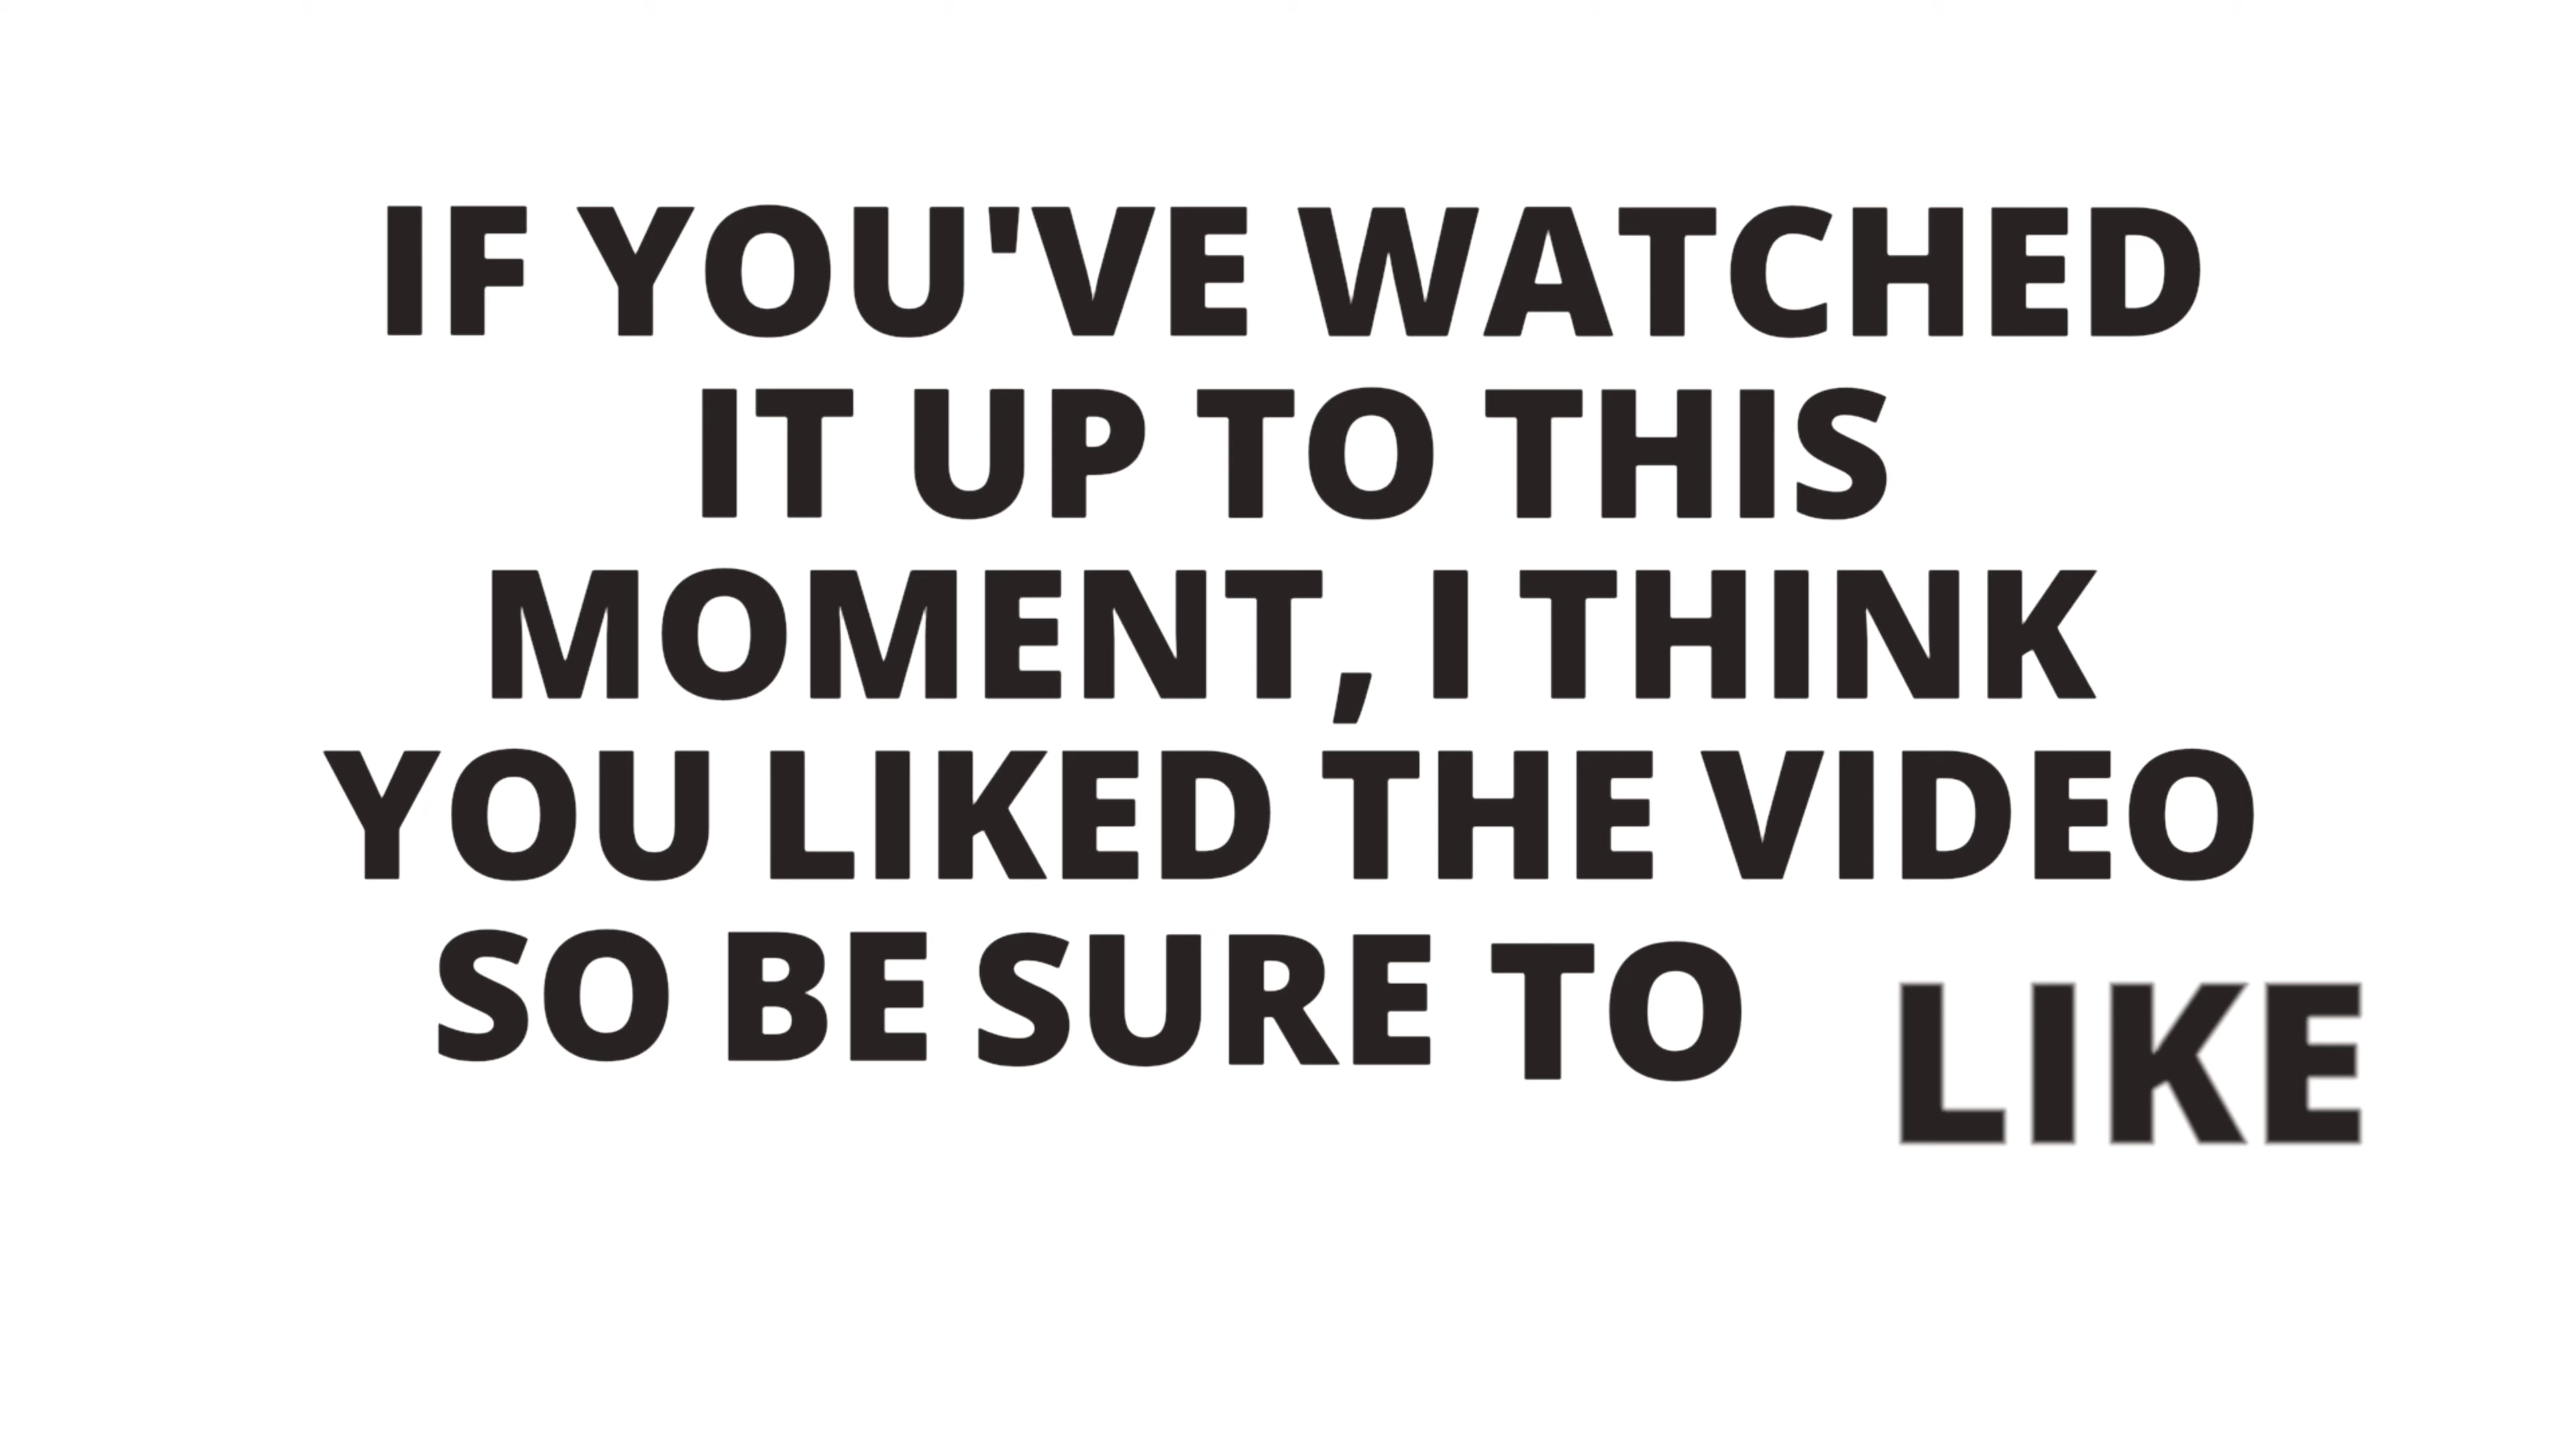 IF YOU'VE WATCHED
IT UP TO THIS
MOMENT, I THINK
YOU LIKED THE VIDEO
SO BE SURE TO LIKE